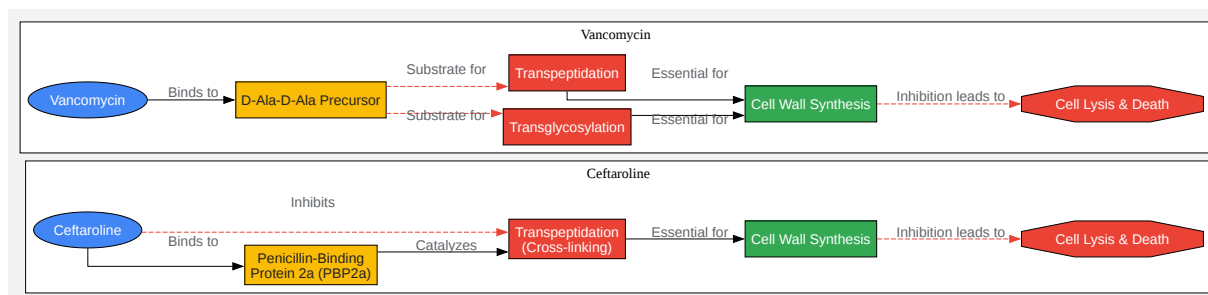 Vancomycin
Substrate for
Transpeptidation
Essential for
Vancomycin
Binds to
D-Ala-D-Ala Precursor
Cell Wall Synthesis
Inhibition leads to
Cell Lysis & Death
Substrate for
Transglycosylation
Essential for
Ceftaroline
Inhibits
Ceftaroline
Binds to
Penicillin-Binding
Protein 2a (PBP2a)
Catalyzes
Transpeptidation
(Cross-linking)
Essential for
Cell Wall Synthesis
Inhibition leads to
Cell Lysis & Death